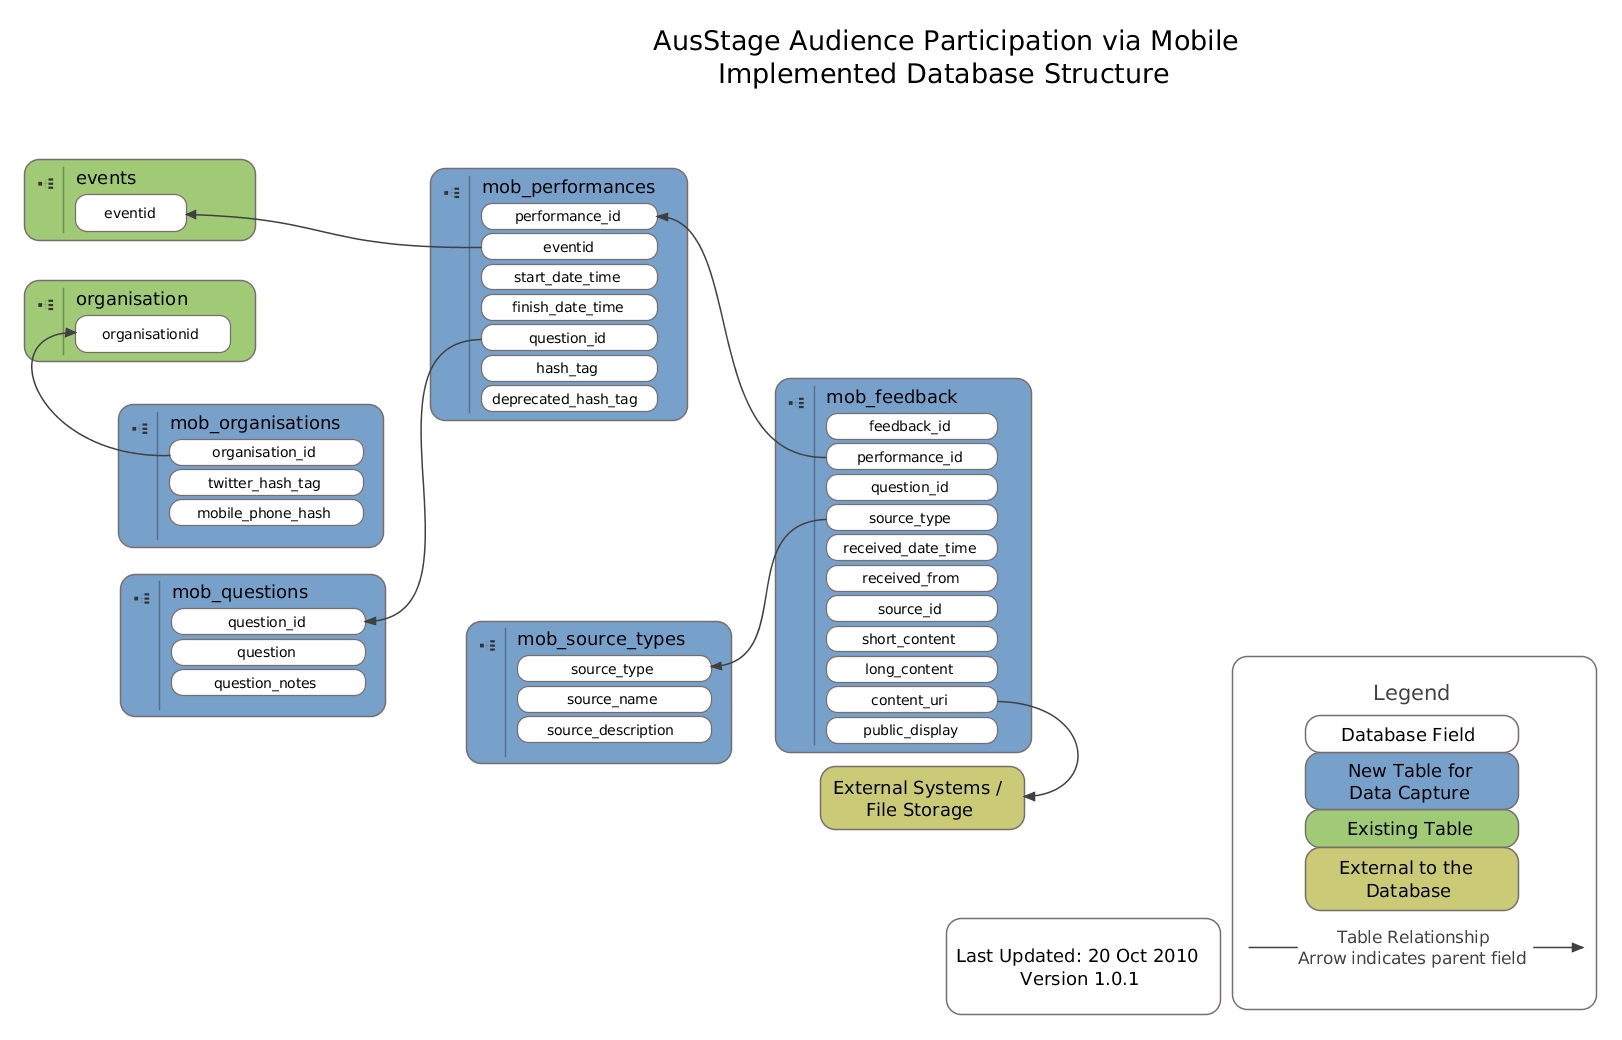 AusStage Audience Participation via Mobile
Implemented Database Structure
events
eventid
organisation
organisationid
mob_organisations
organisation_id
twitter_hash_tag
mobile_phone_hash
mob_questions
question_id
question
question_notes
mob_performances
performance_id
eventid
start_date_time
finish_date_time
question_id
hash_tag
deprecated_hash_tag
mob_source_types
source_type
source_name
source_description
mob_feedback
feedback_id
performance_id
question_id
source_type
received_date_time
received_from
source_id
short_content
long_content
content_uri
public_display
External Systems /
File Storage
Legend
Database Field
New Table for
Data Capture
Existing Table
External to the
Database
Table Relationship
Arrow indicates parent field
Last Updated: 20 Oct 2010
Version 1.0.1